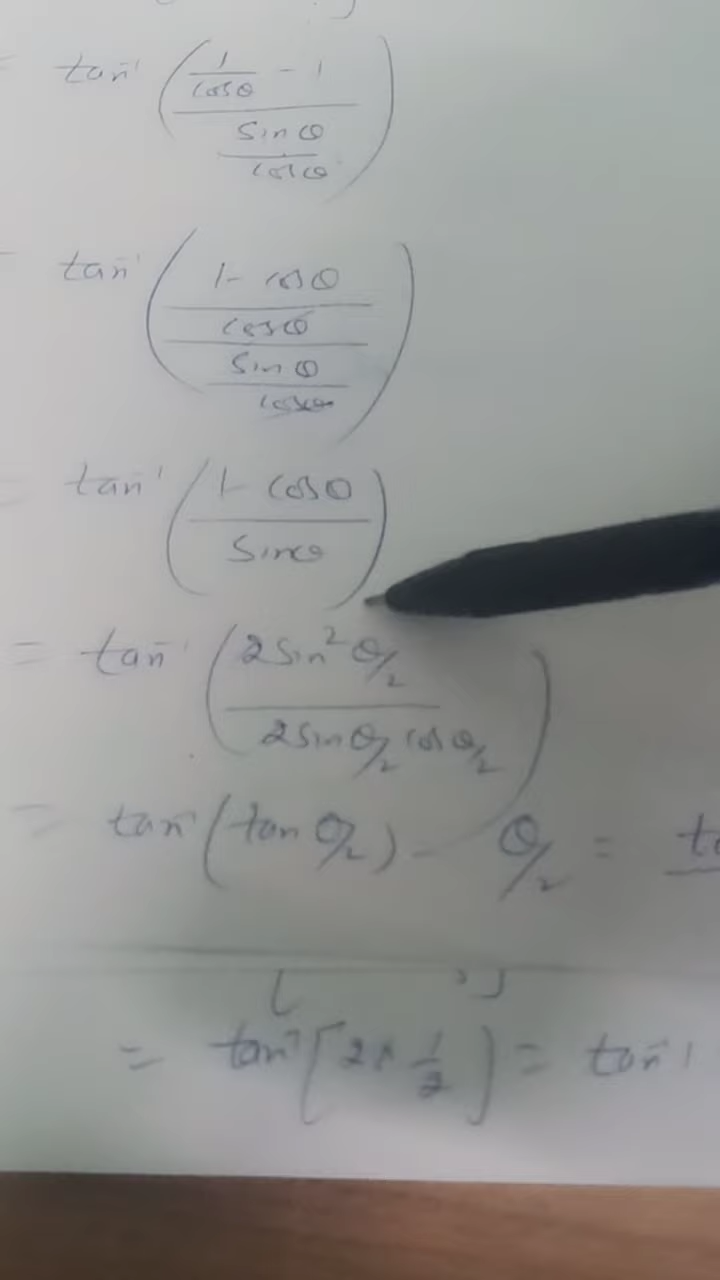 = tan⁻¹ ( (1/cosθ - 1) / (sinθ/cosθ) )
= tan⁻¹ ( ((1 - cosθ)/cosθ) / (sinθ/cosθ) )
= tan⁻¹ ( (1 - cosθ) / sinθ )
= tan⁻¹ ( 2sin²θ/2 / 2sinθ/2 cosθ/2 )
= tan⁻¹ (tan θ/2) - θ/2 =
= tan⁻¹ [2 × 1/2] = tan⁻¹